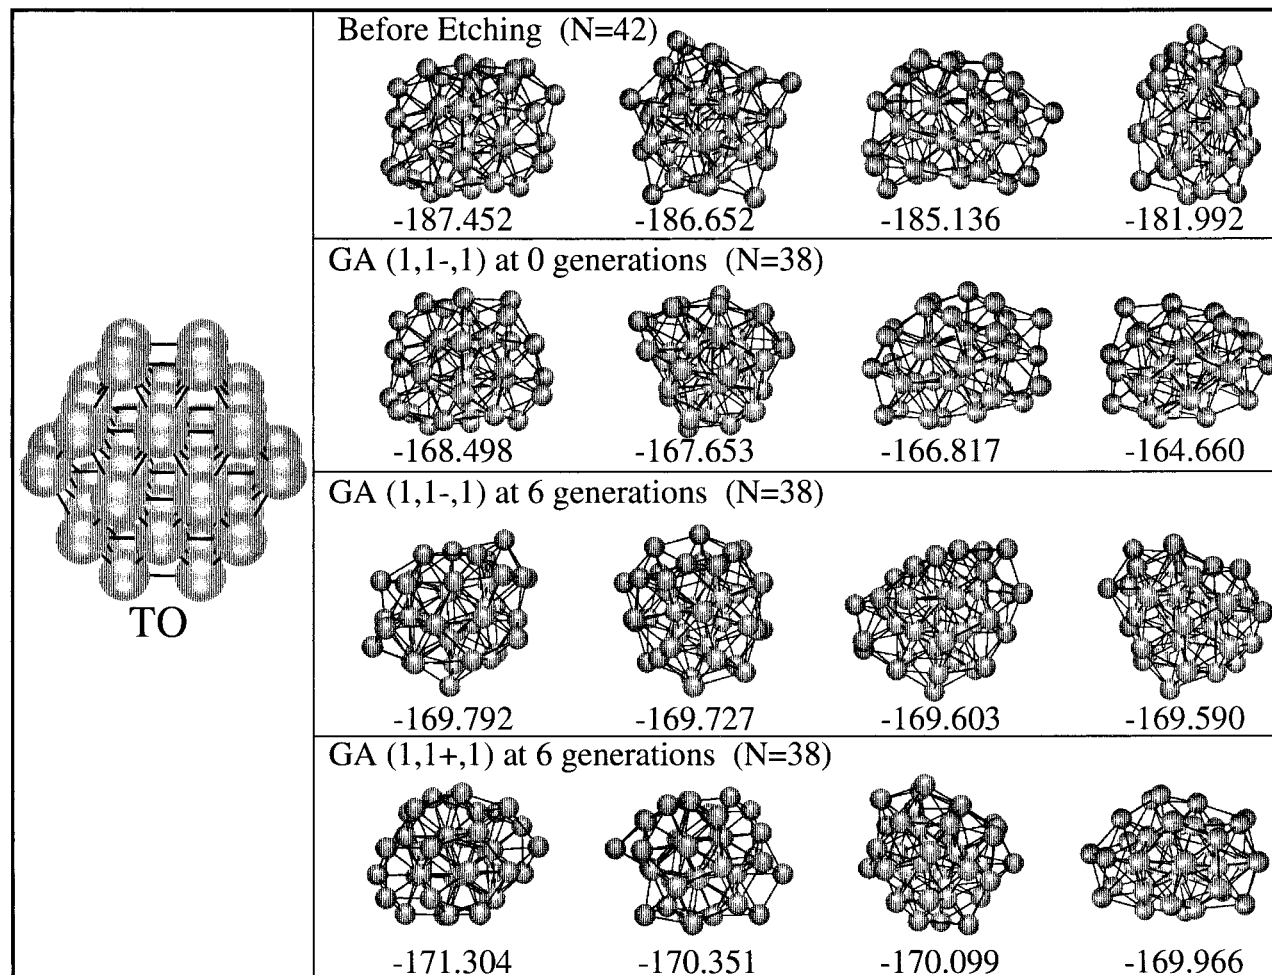 Before Etching (N=42)
-187.452 -186.652 -185.136 -181.992
GA (1,1-,1) at 0 generations (N=38)
-168.498 -167.653 -166.817 -164.660
GA (1,1-,1) at 6 generations (N=38)
TO
-169.792 -169.727 -169.603 -169.590
GA (1,1+,1) at 6 generations (N=38)
-171.304 -170.351 -170.099 -169.966